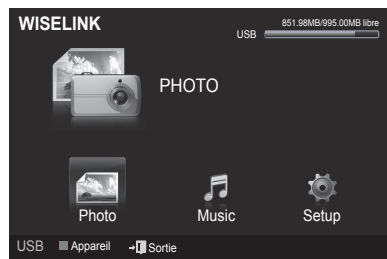 WISELINK
851.98MB/995.00MB libre
USB
PHOTO
Photo Music Setup
USB Appareil Sortie